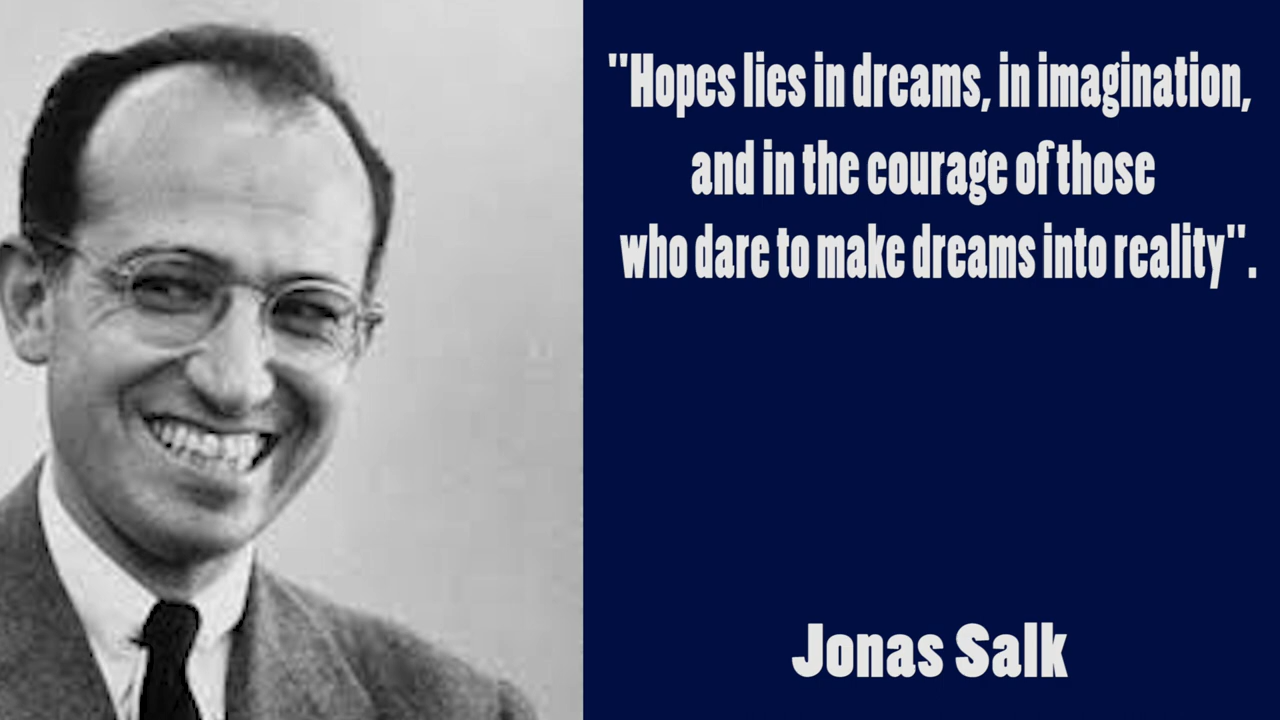 "Hopes lies in dreams, in imagination,
and in the courage of those
who dare to make dreams into reality".
Jonas Salk